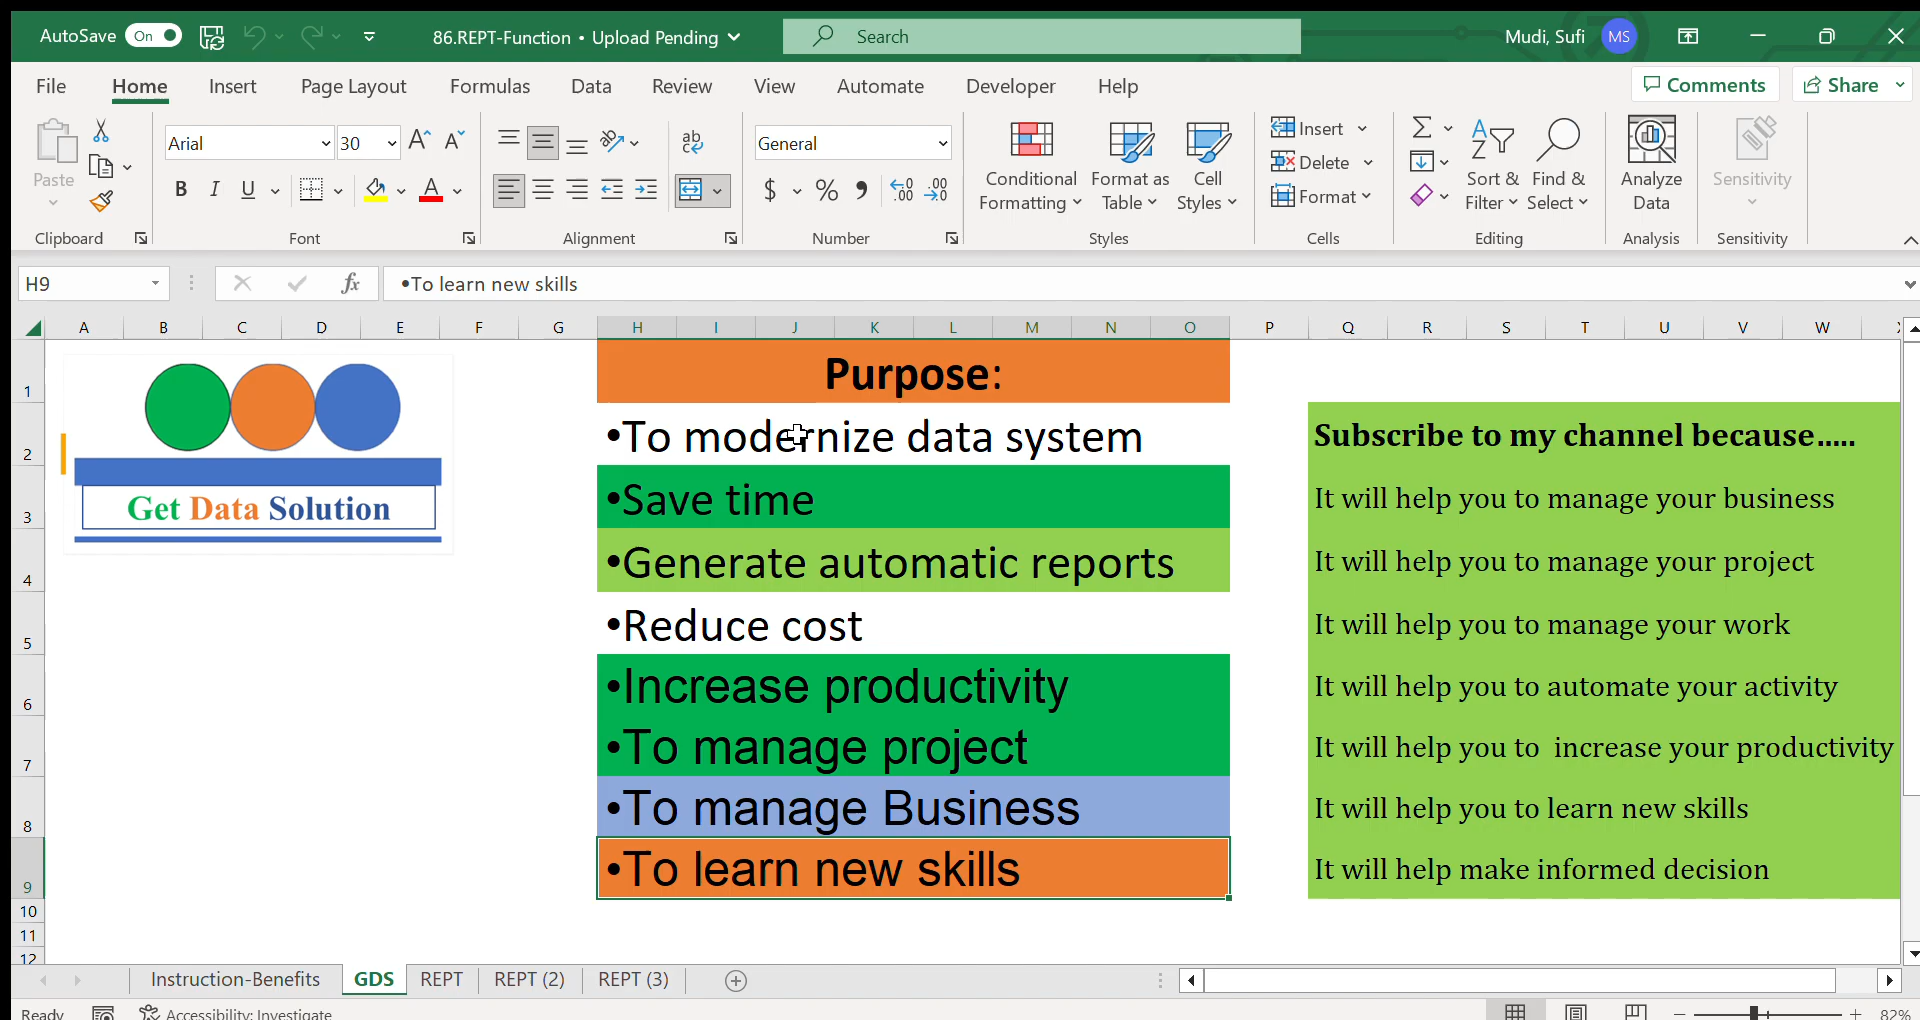 AutoSave On 86.REPT-Function • Upload Pending Search Mudi, Sufi MS
File Home Insert Page Layout Formulas Data Review View Automate Developer Help Comments Share
Paste
Clipboard
Arial 30
B I U
Font
ab
Alignment
General
$ % 9 .00
Number
Conditional Formatting
Format as Table
Cell Styles
Styles
Insert
Delete
Format
Cells
Sort & Filter
Find & Select
Editing
Analyze Data
Analysis
Sensitivity
Sensitivity
H9 fx •To learn new skills
A B C D E F G H I J K L M N O P Q R S T U V W
1
2
3
4
5
6
7
8
9
10
11
12
Get Data Solution
Purpose:
•To modernize data system
•Save time
•Generate automatic reports
•Reduce cost
•Increase productivity
•To manage project
•To manage Business
•To learn new skills
Subscribe to my channel because.....
It will help you to manage your business
It will help you to manage your project
It will help you to manage your work
It will help you to automate your activity
It will help you to  increase your productivity
It will help you to learn new skills
It will help make informed decision
Instruction-Benefits GDS REPT REPT (2) REPT (3)
Ready Accessibility: Investigate 82%